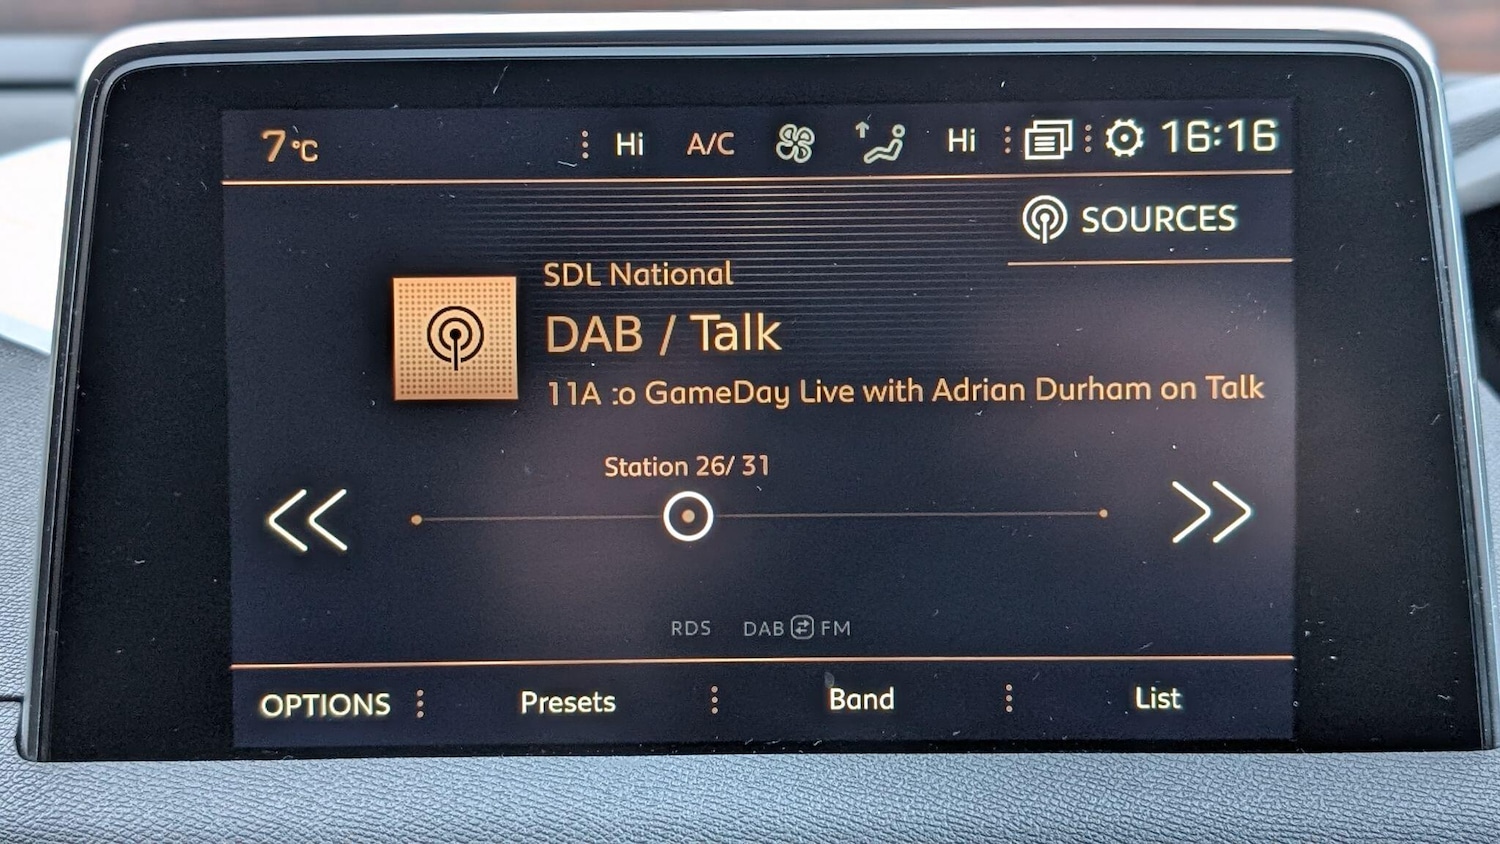 7°C Hi A/C Hi 16:16
SOURCES
SDL National
DAB / Talk
11A :o GameDay Live with Adrian Durham on Talk
Station 26/ 31
RDS DAB FM
OPTIONS Presets Band List